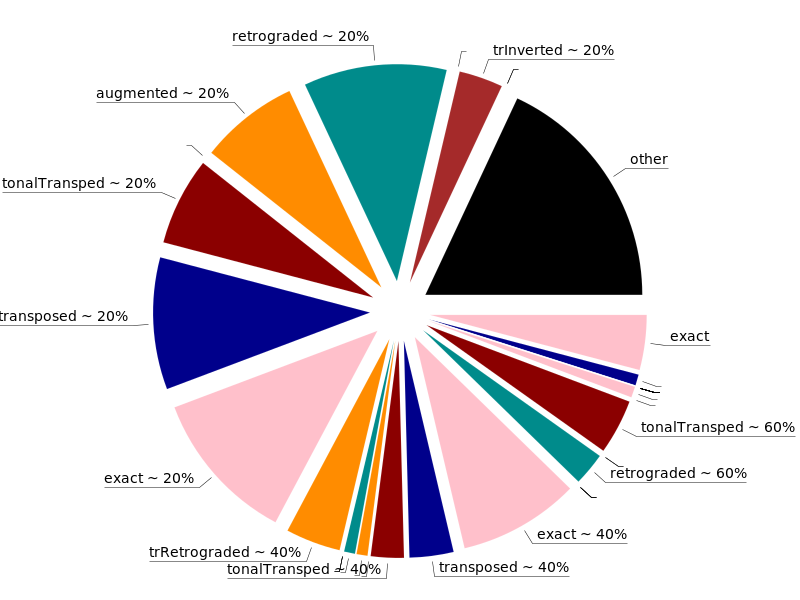 retrograded ~ 20%
trInverted ~ 20%
augmented ~ 20%
other
tonalTransped ~ 20%
transposed ~ 20%
exact
tonalTransped ~ 60%
retrograded ~ 60%
exact ~ 20%
exact ~ 40%
trRetrograded ~ 40%
tonalTransped ~ 40%
transposed ~ 40%